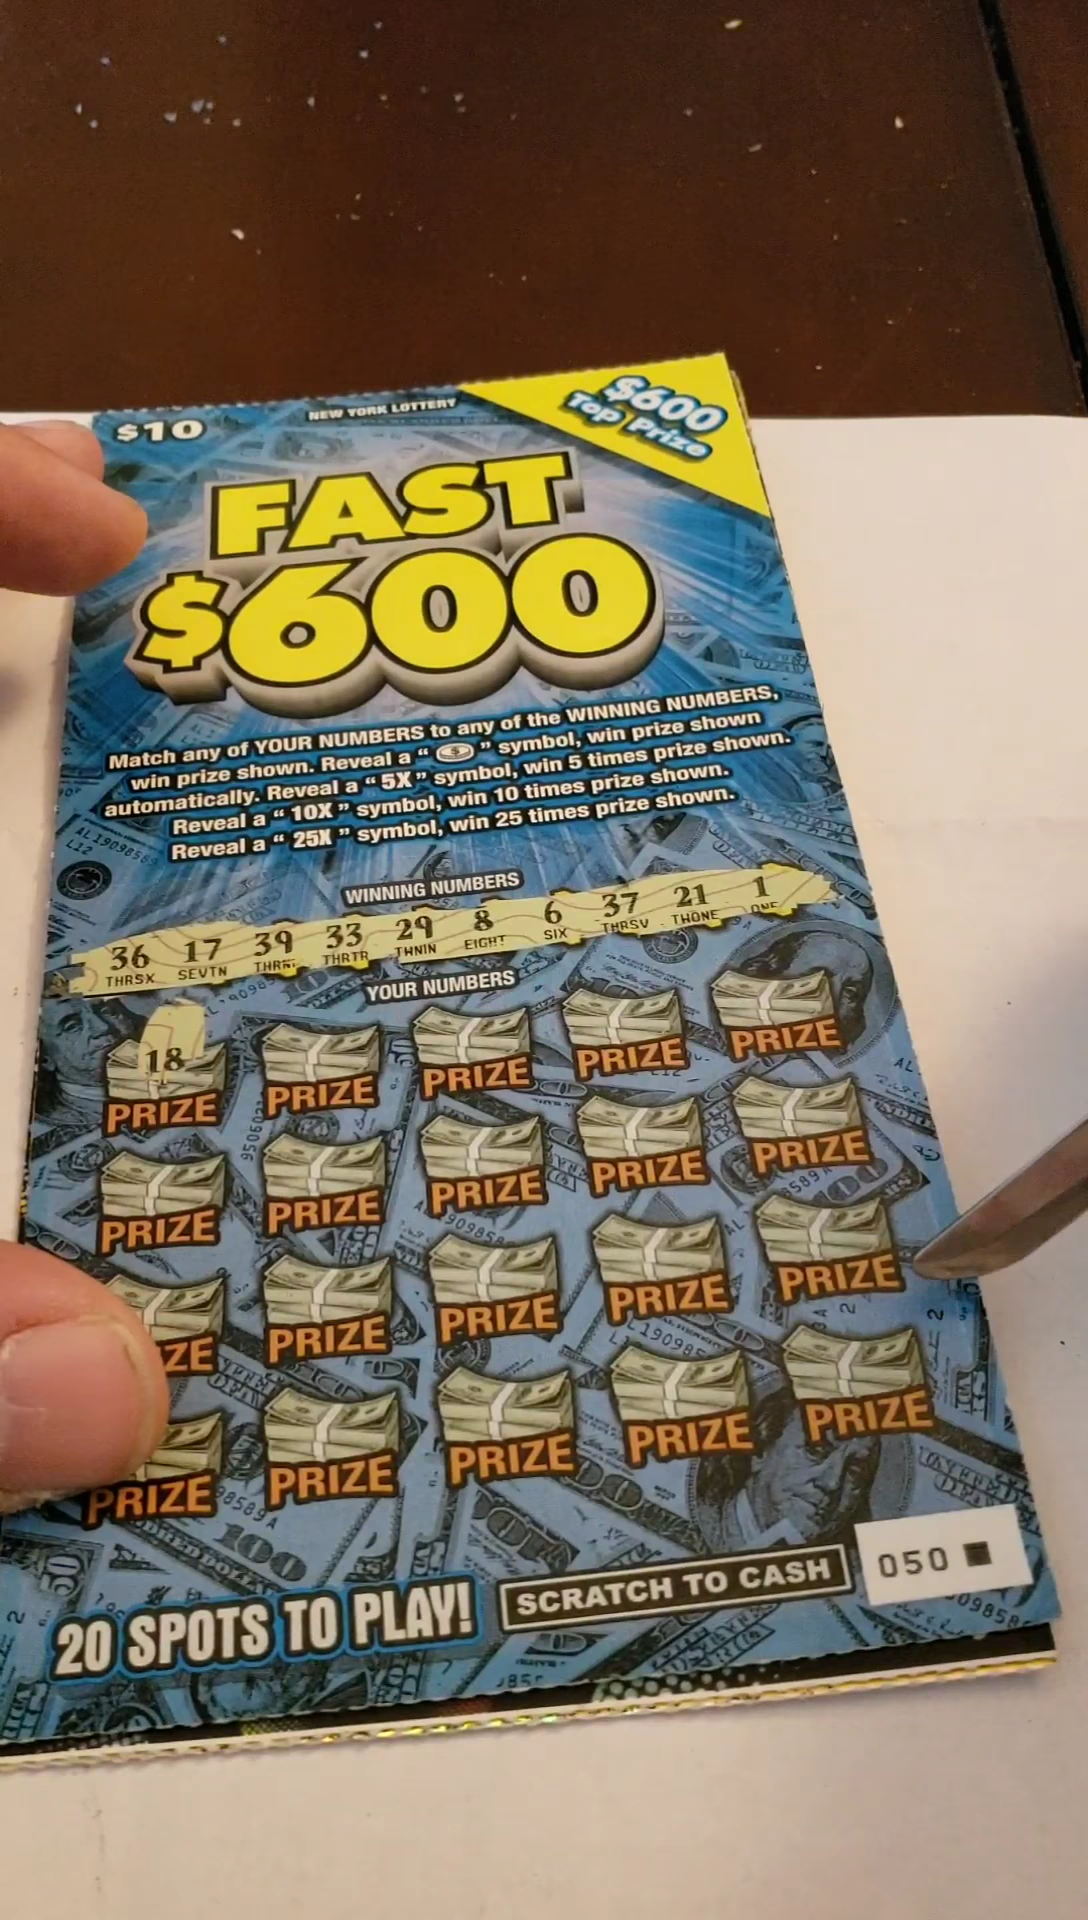 $10
NEW YORK LOTTERY
$600
Top Prize
FAST
$600
Match any of YOUR NUMBERS to any of the WINNING NUMBERS,
win prize shown. Reveal a " " symbol, win prize shown
automatically. Reveal a " 5X " symbol, win 5 times prize shown.
Reveal a " 10X " symbol, win 10 times prize shown.
Reveal a " 25X " symbol, win 25 times prize shown.
WINNING NUMBERS
36 17 39 33 29 8 6 37 21 1
THRSX SEVTN THRTR TWNIN EIGHT SIX THRSV ONE
YOUR NUMBERS
18
PRIZE PRIZE PRIZE PRIZE PRIZE
PRIZE PRIZE PRIZE PRIZE PRIZE
ZE PRIZE PRIZE PRIZE PRIZE
PRIZE PRIZE PRIZE PRIZE PRIZE
20 SPOTS TO PLAY!
SCRATCH TO CASH
050